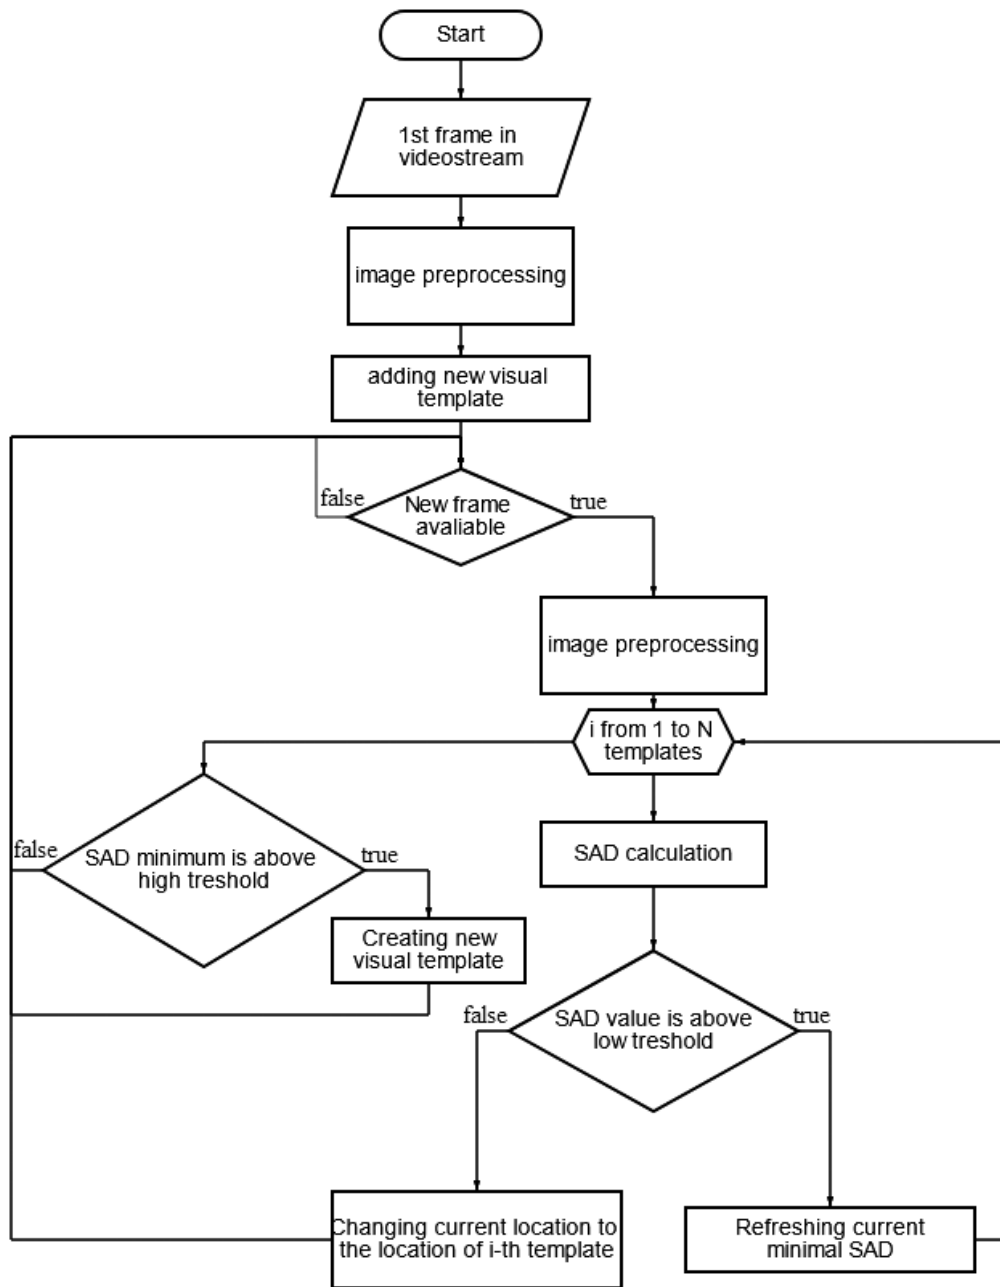 Start
1st frame in
videostream
image preprocessing
adding new visual
template
false
New frame
avaliable
true
image preprocessing
i from 1 to N
templates
false
SAD minimum is above
high treshold
true
SAD calculation
Creating new
visual template
false
SAD value is above
low treshold
true
Changing current location to
the location of i-th template
Refreshing current
minimal SAD